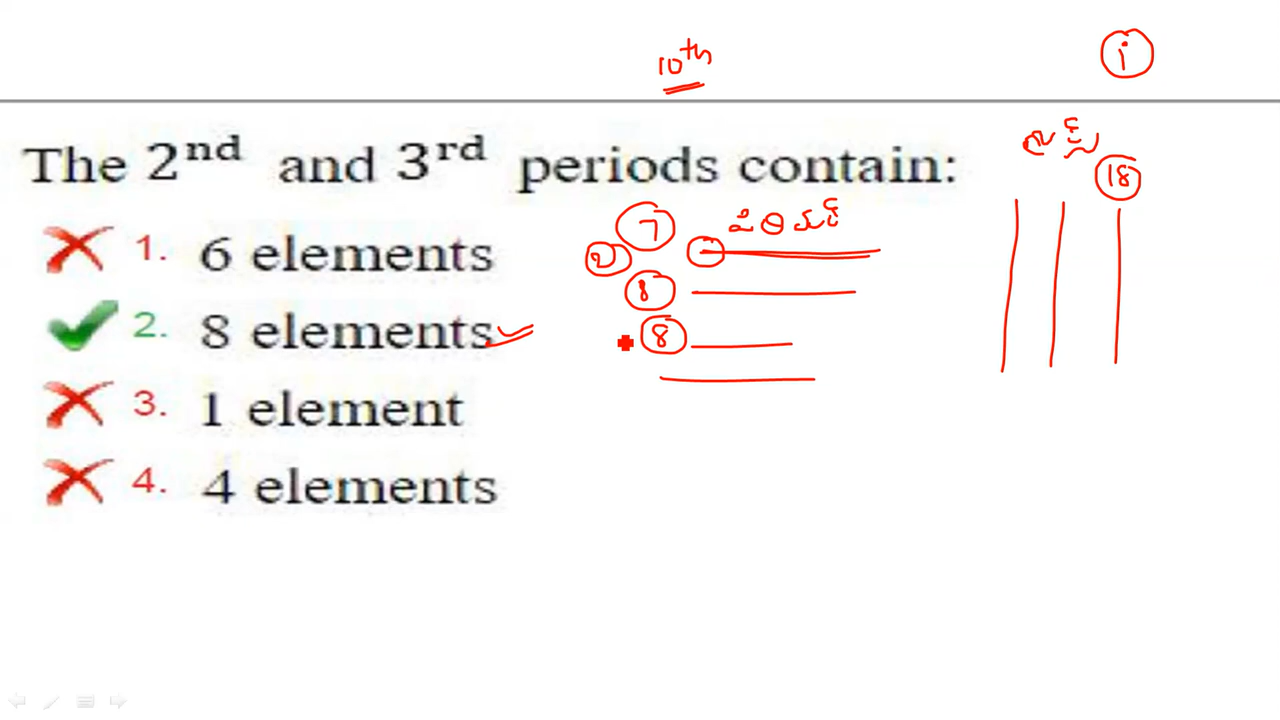 10th
i
The 2nd and 3rd periods contain:
18
1. 6 elements
7
2
2. 8 elements
8
8
3. 1 element
4. 4 elements